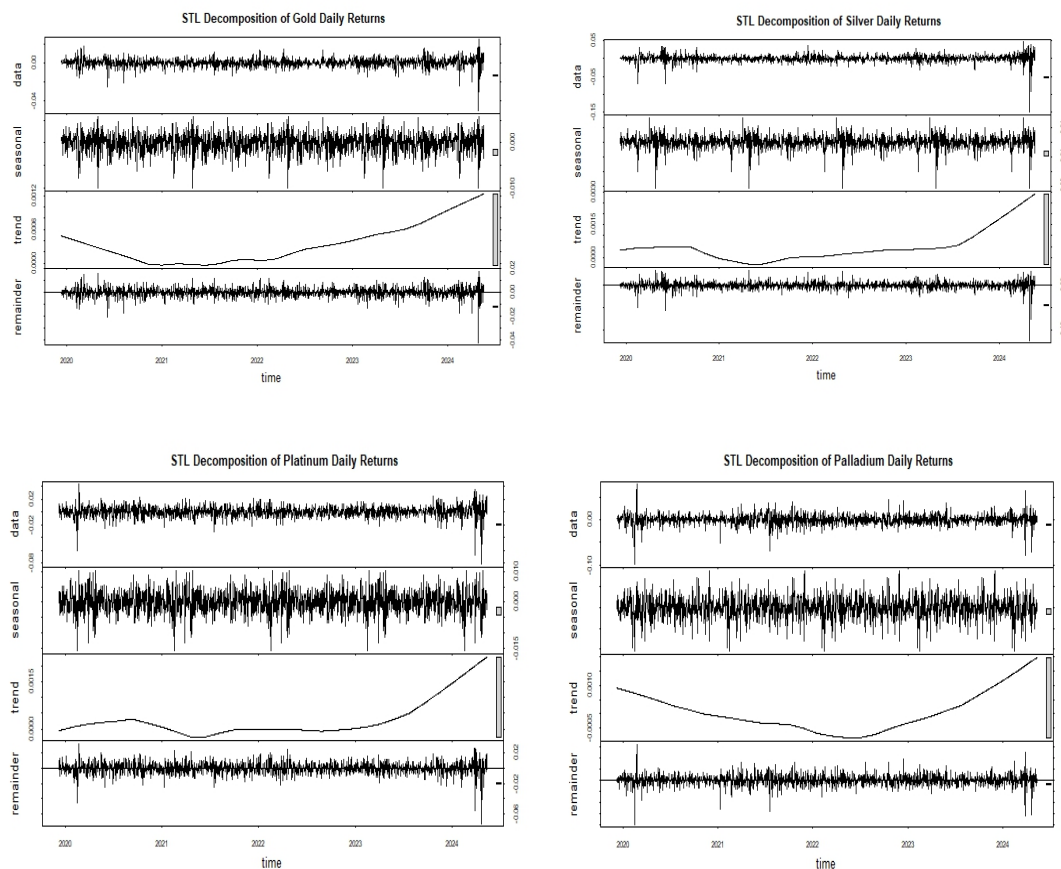 STL Decomposition of Gold Daily Returns
data
0.00
-0.04
seasonal
0.000
-0.010
trend
0.0012
0.0006
0.0000
remainder
0.02
0.00
-0.02
-0.04
2020 2021 2022 2023 2024
time
STL Decomposition of Silver Daily Returns
data
0.05
-0.05
-0.15
seasonal
trend
0.0030
0.0015
0.0000
remainder
2020 2021 2022 2023 2024
time
STL Decomposition of Platinum Daily Returns
data
0.02
-0.02
-0.08
seasonal
0.010
0.000
-0.015
trend
0.0015
0.0000
remainder
0.02
-0.02
-0.06
2020 2021 2022 2023 2024
time
STL Decomposition of Palladium Daily Returns
data
0.00
-0.10
seasonal
trend
0.0010
-0.0005
remainder
2020 2021 2022 2023 2024
time